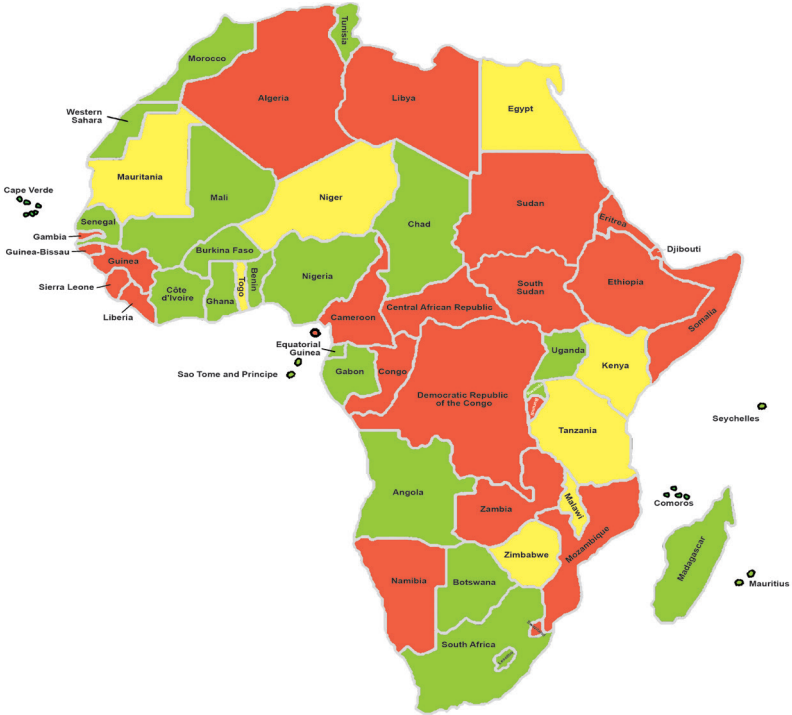 Tunisia
Morocco
Algeria
Libya
Egypt
Western
Sahara
Mauritania
Mali
Niger
Chad
Sudan
Eritrea
Cape Verde
Senegal
Gambia
Guinea-Bissau
Guinea
Sierra Leone
Liberia
Côte
d'Ivoire
Burkina Faso
Ghana
Togo
Benin
Nigeria
Djibouti
Ethiopia
Somalia
South
Sudan
Central African Republic
Cameroon
Equatorial
Guinea
Sao Tome and Principe
Gabon
Congo
Democratic Republic
of the Congo
Uganda
Kenya
Tanzania
Seychelles
Angola
Zambia
Malawi
Comoros
Mozambique
Zimbabwe
Madagascar
Mauritius
Namibia
Botswana
South Africa
Lesotho